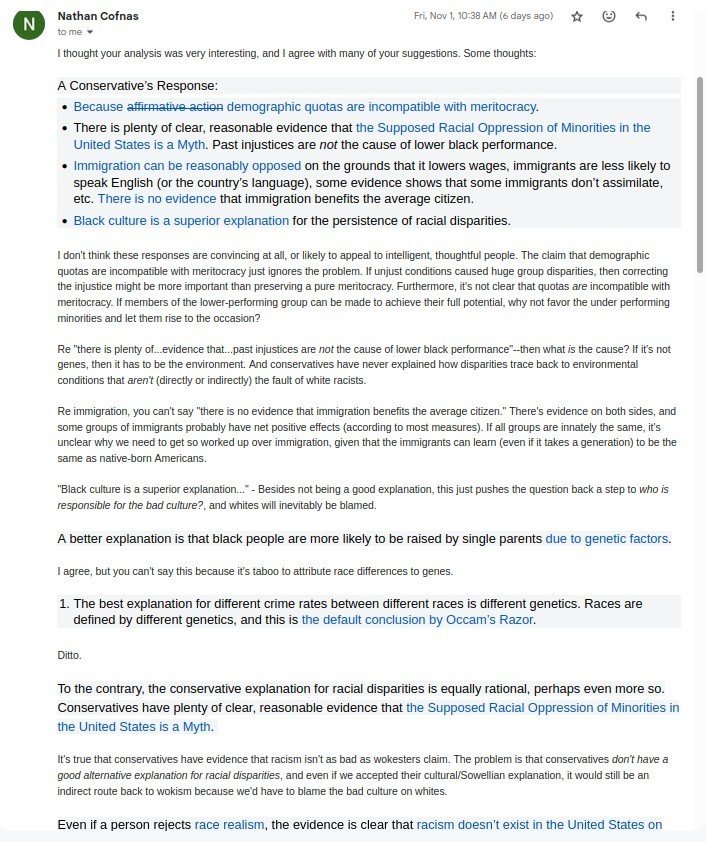 N
Nathan Cofnas
Fri, Nov 1, 10:38 AM (6 days ago)
to me
I thought your analysis was very interesting, and I agree with many of your suggestions. Some thoughts:
A Conservative's Response:
• Because affirmative action demographic quotas are incompatible with meritocracy.
• There is plenty of clear, reasonable evidence that the Supposed Racial Oppression of Minorities in the
United States is a Myth. Past injustices are not the cause of lower black performance.
• Immigration can be reasonably opposed on the grounds that it lowers wages, immigrants are less likely to
speak English (or the country's language), some evidence shows that some immigrants don't assimilate,
etc. There is no evidence that immigration benefits the average citizen.
• Black culture is a superior explanation for the persistence of racial disparities.
I don't think these responses are convincing at all, or likely to appeal to intelligent, thoughtful people. The claim that demographic
quotas are incompatible with meritocracy just ignores the problem. If unjust conditions caused huge group disparities, then correcting
the injustice might be more important than preserving a pure meritocracy. Furthermore, it's not clear that quotas are incompatible with
meritocracy. If members of the lower-performing group can be made to achieve their full potential, why not favor the under performing
minorities and let them rise to the occasion?
Re "there is plenty of...evidence that...past injustices are not the cause of lower black performance"--then what is the cause? If it's not
genes, then it has to be the environment. And conservatives have never explained how disparities trace back to environmental
conditions that aren't (directly or indirectly) the fault of white racists.
Re immigration, you can't say "there is no evidence that immigration benefits the average citizen." There's evidence on both sides, and
some groups of immigrants probably have net positive effects (according to most measures). If all groups are innately the same, it's
unclear why we need to get so worked up over immigration, given that the immigrants can learn (even if it takes a generation) to be the
same as native-born Americans.
"Black culture is a superior explanation..." - Besides not being a good explanation, this just pushes the question back a step to who is
responsible for the bad culture?, and whites will inevitably be blamed.
A better explanation is that black people are more likely to be raised by single parents due to genetic factors.
I agree, but you can't say this because it's taboo to attribute race differences to genes.
1. The best explanation for different crime rates between different races is different genetics. Races are
defined by different genetics, and this is the default conclusion by Occam's Razor.
Ditto.
To the contrary, the conservative explanation for racial disparities is equally rational, perhaps even more so.
Conservatives have plenty of clear, reasonable evidence that the Supposed Racial Oppression of Minorities in
the United States is a Myth.
It's true that conservatives have evidence that racism isn't as bad as wokesters claim. The problem is that conservatives don't have a
good alternative explanation for racial disparities, and even if we accepted their cultural/Sowellian explanation, it would still be an
indirect route back to wokism because we'd have to blame the bad culture on whites.
Even if a person rejects race realism, the evidence is clear that racism doesn't exist in the United States on